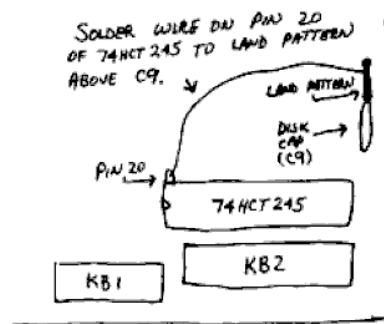 SOLDER WIRE ON PIN 20
OF 74HCT245 TO LAND PATTERN
ABOVE C9.
LAND PATTERN
DISK
CAP
(C9)
PIN 20
74HCT245
KB1
KB2